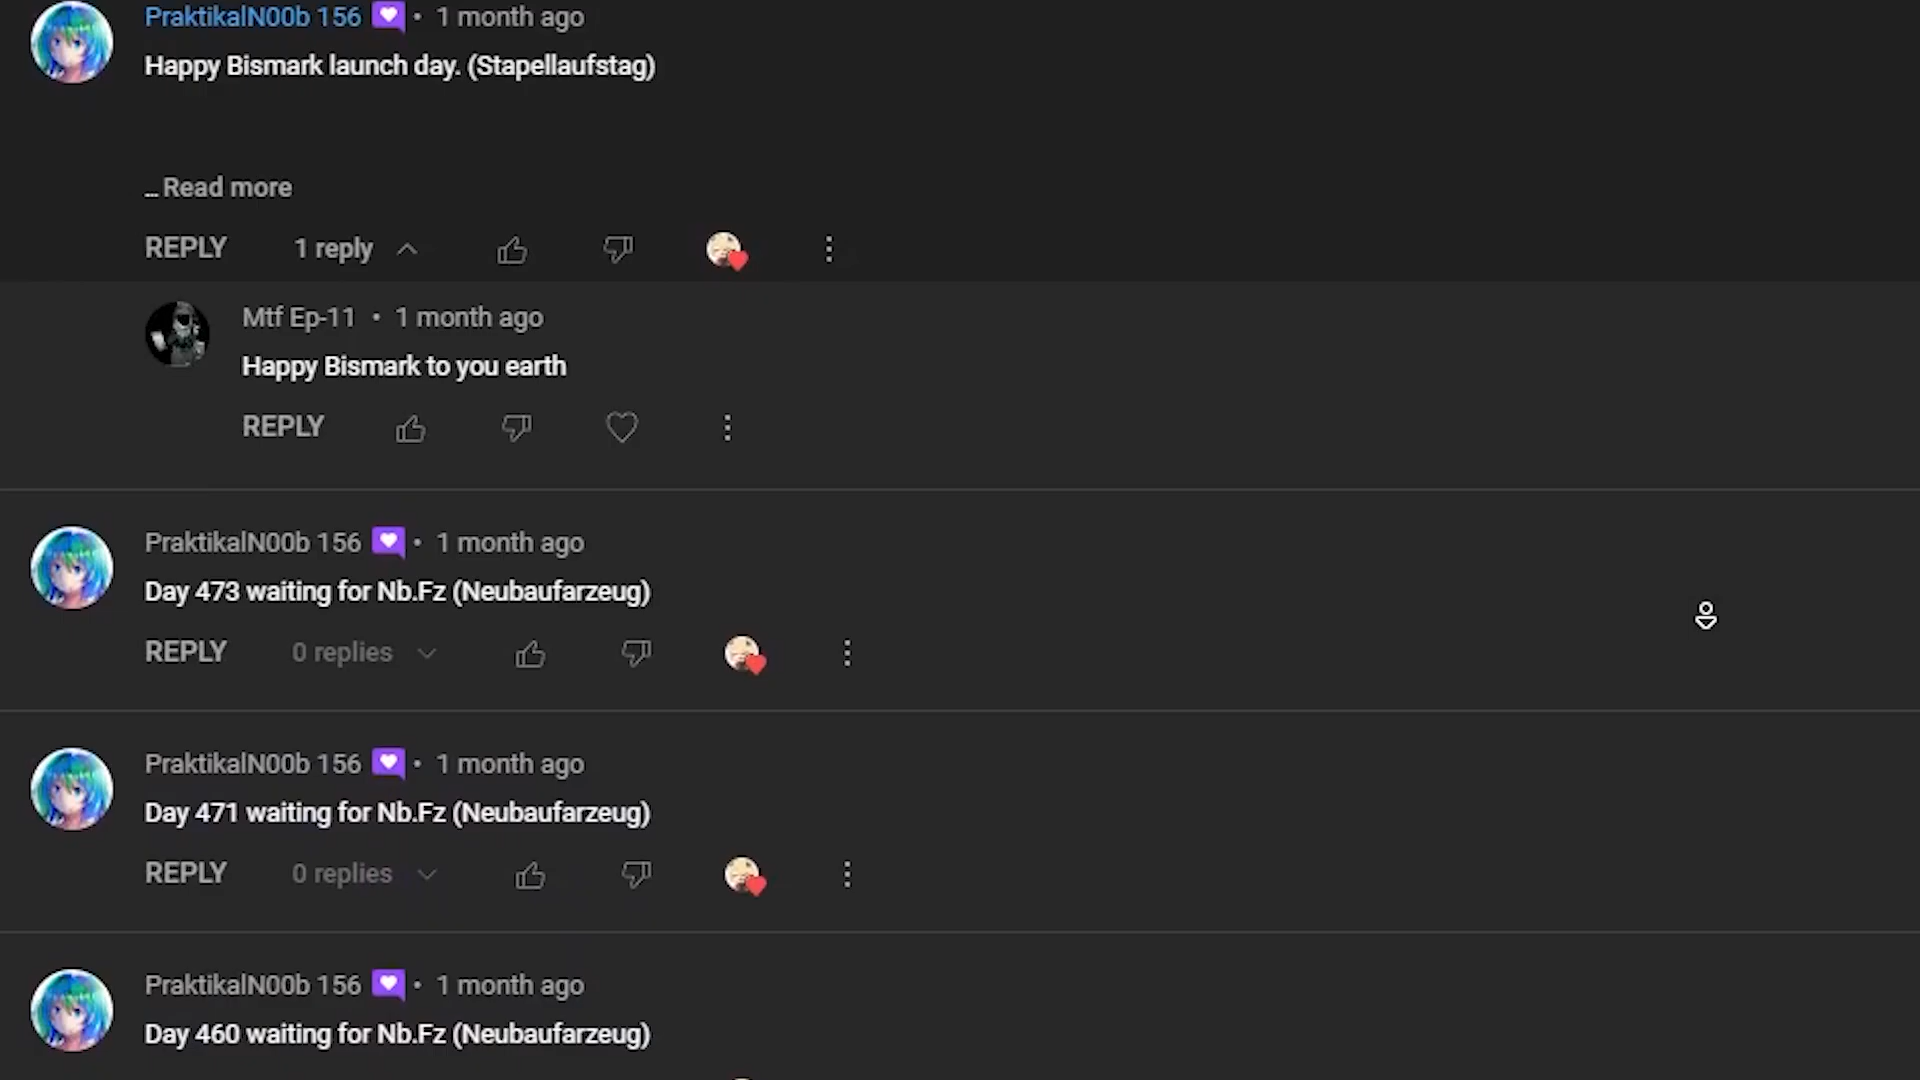 PraktikalN00b 156 • 1 month ago
Happy Bismark launch day. (Stapellaufstag)
... Read more
REPLY 1 reply
Mtf Ep-11 • 1 month ago
Happy Bismark to you earth
REPLY
PraktikalN00b 156 • 1 month ago
Day 473 waiting for Nb.Fz (Neubaufarzeug)
REPLY 0 replies
PraktikalN00b 156 • 1 month ago
Day 471 waiting for Nb.Fz (Neubaufarzeug)
REPLY 0 replies
PraktikalN00b 156 • 1 month ago
Day 460 waiting for Nb.Fz (Neubaufarzeug)